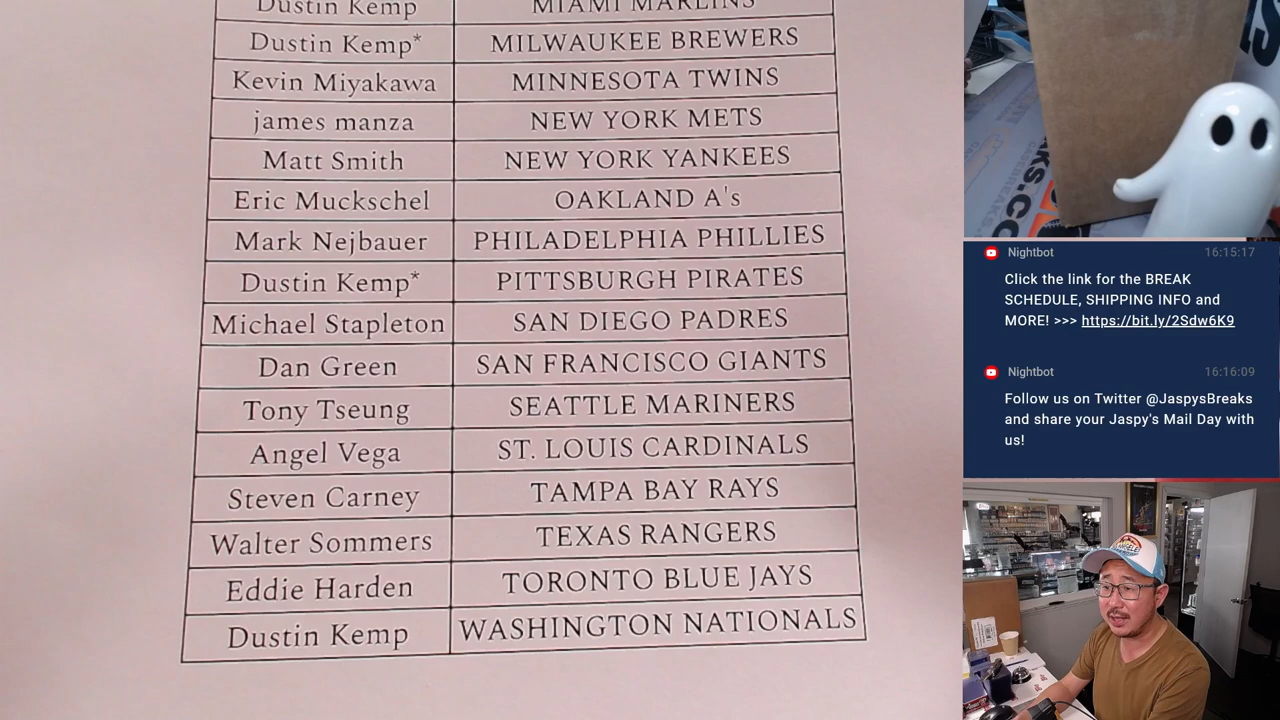 Dustin Kemp MIAMI MARLINS
Dustin Kemp* MILWAUKEE BREWERS
Kevin Miyakawa MINNESOTA TWINS
james manza NEW YORK METS
Matt Smith NEW YORK YANKEES
Eric Muckschel OAKLAND A's
Mark Nejbauer PHILADELPHIA PHILLIES
Dustin Kemp* PITTSBURGH PIRATES
Michael Stapleton SAN DIEGO PADRES
Dan Green SAN FRANCISCO GIANTS
Tony Tseung SEATTLE MARINERS
Angel Vega ST. LOUIS CARDINALS
Steven Carney TAMPA BAY RAYS
Walter Sommers TEXAS RANGERS
Eddie Harden TORONTO BLUE JAYS
Dustin Kemp WASHINGTON NATIONALS
Nightbot 16:15:17
Click the link for the BREAK
SCHEDULE, SHIPPING INFO and
MORE! >>> https://bit.ly/2Sdw6K9
Nightbot 16:16:09
Follow us on Twitter @JaspysBreaks
and share your Jaspy's Mail Day with
us!